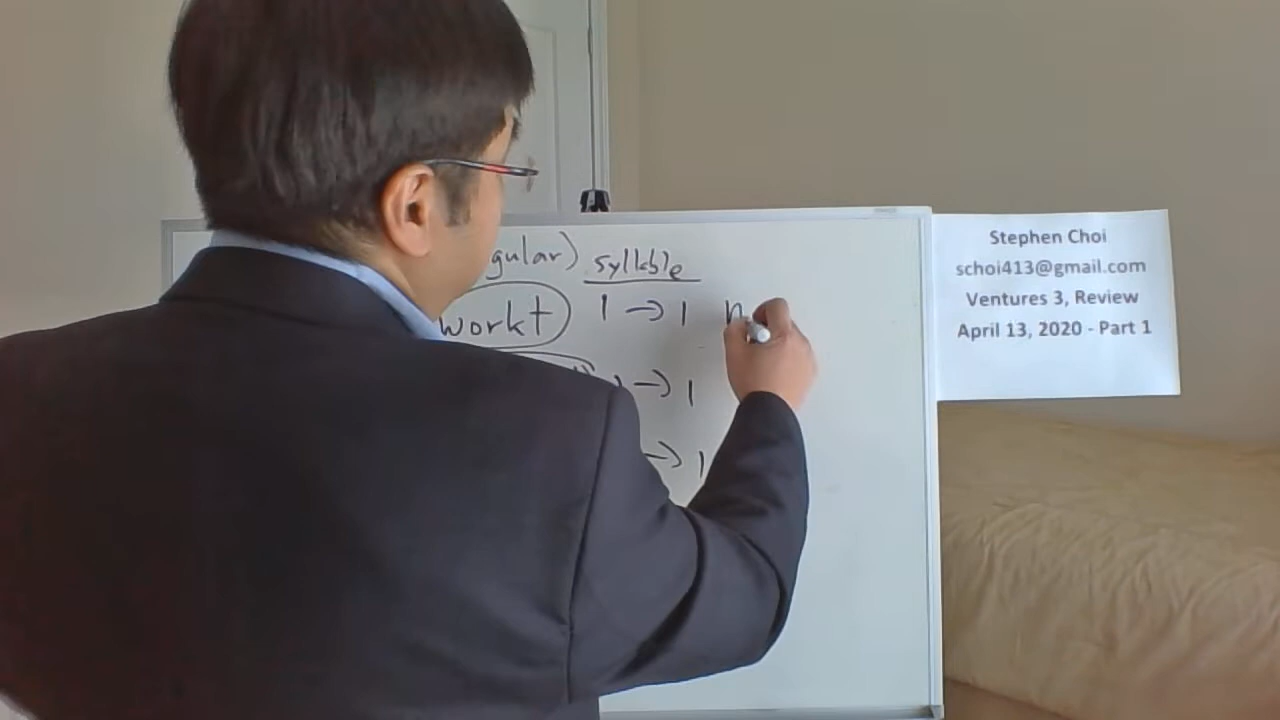 gular) syllable
workt 1 → 1 n
→ 1
→ 1
Stephen Choi
schoi413@gmail.com
Ventures 3, Review
April 13, 2020 - Part 1